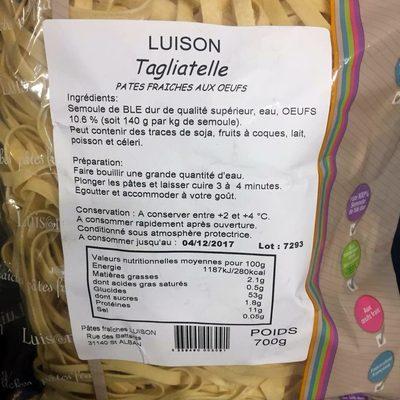 LUISON
Tagliatelle
PATES FRAICHES AUX OEUFS
Ingrédients:
Semoule de BLE dur de qualité supérieur, eau, OEUFS
10.6 % (soit 140 g par kg de semoule).
Peut contenir des traces de soja, fruits à coques, lait,
poisson et céleri.
Préparation:
Faire bouillir une grande quantité d'eau.
Plonger les pâtes et laisser cuire 3 à 4 minutes.
Egoutter et accommoder à votre goût.
Conservation : A conserver entre +2 et +4 °C.
A consommer rapidement après ouverture.
Conditionné sous atmosphère protectrice.
A consommer jusqu'au : 04/12/2017 Lot : 7293
Valeurs nutritionnelles moyennes pour 100g
Energie 1187kJ/280kcal
Matières grasses 2.1g
dont acides gras saturés 0.5g
Glucides 53g
dont sucres 1.8g
Protéines 11g
Sel 0.05g
Pâtes fraîches LUISON
Rue des Battants
31140 St ALBAN
POIDS
700g
Luison